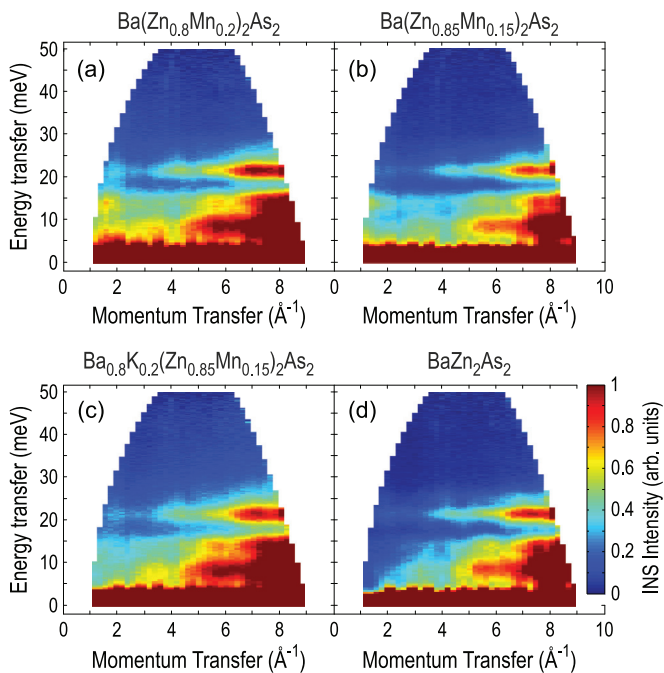 Ba(Zn₀.₈Mn₀.₂)₂As₂
Ba(Zn₀.₈₅Mn₀.₁₅)₂As₂
(a)
(b)
Energy transfer (meV)
50
40
30
20
10
0
0 2 4 6 8
0 2 4 6 8 10
Momentum Transfer (Å⁻¹)
Momentum Transfer (Å⁻¹)
Ba₀.₈K₀.₂(Zn₀.₈₅Mn₀.₁₅)₂As₂
BaZn₂As₂
(c)
(d)
Energy transfer (meV)
50
40
30
20
10
0
0 2 4 6 8
0 2 4 6 8 10
Momentum Transfer (Å⁻¹)
Momentum Transfer (Å⁻¹)
1
0.8
0.6
0.4
0.2
0
INS Intensity (arb. units)